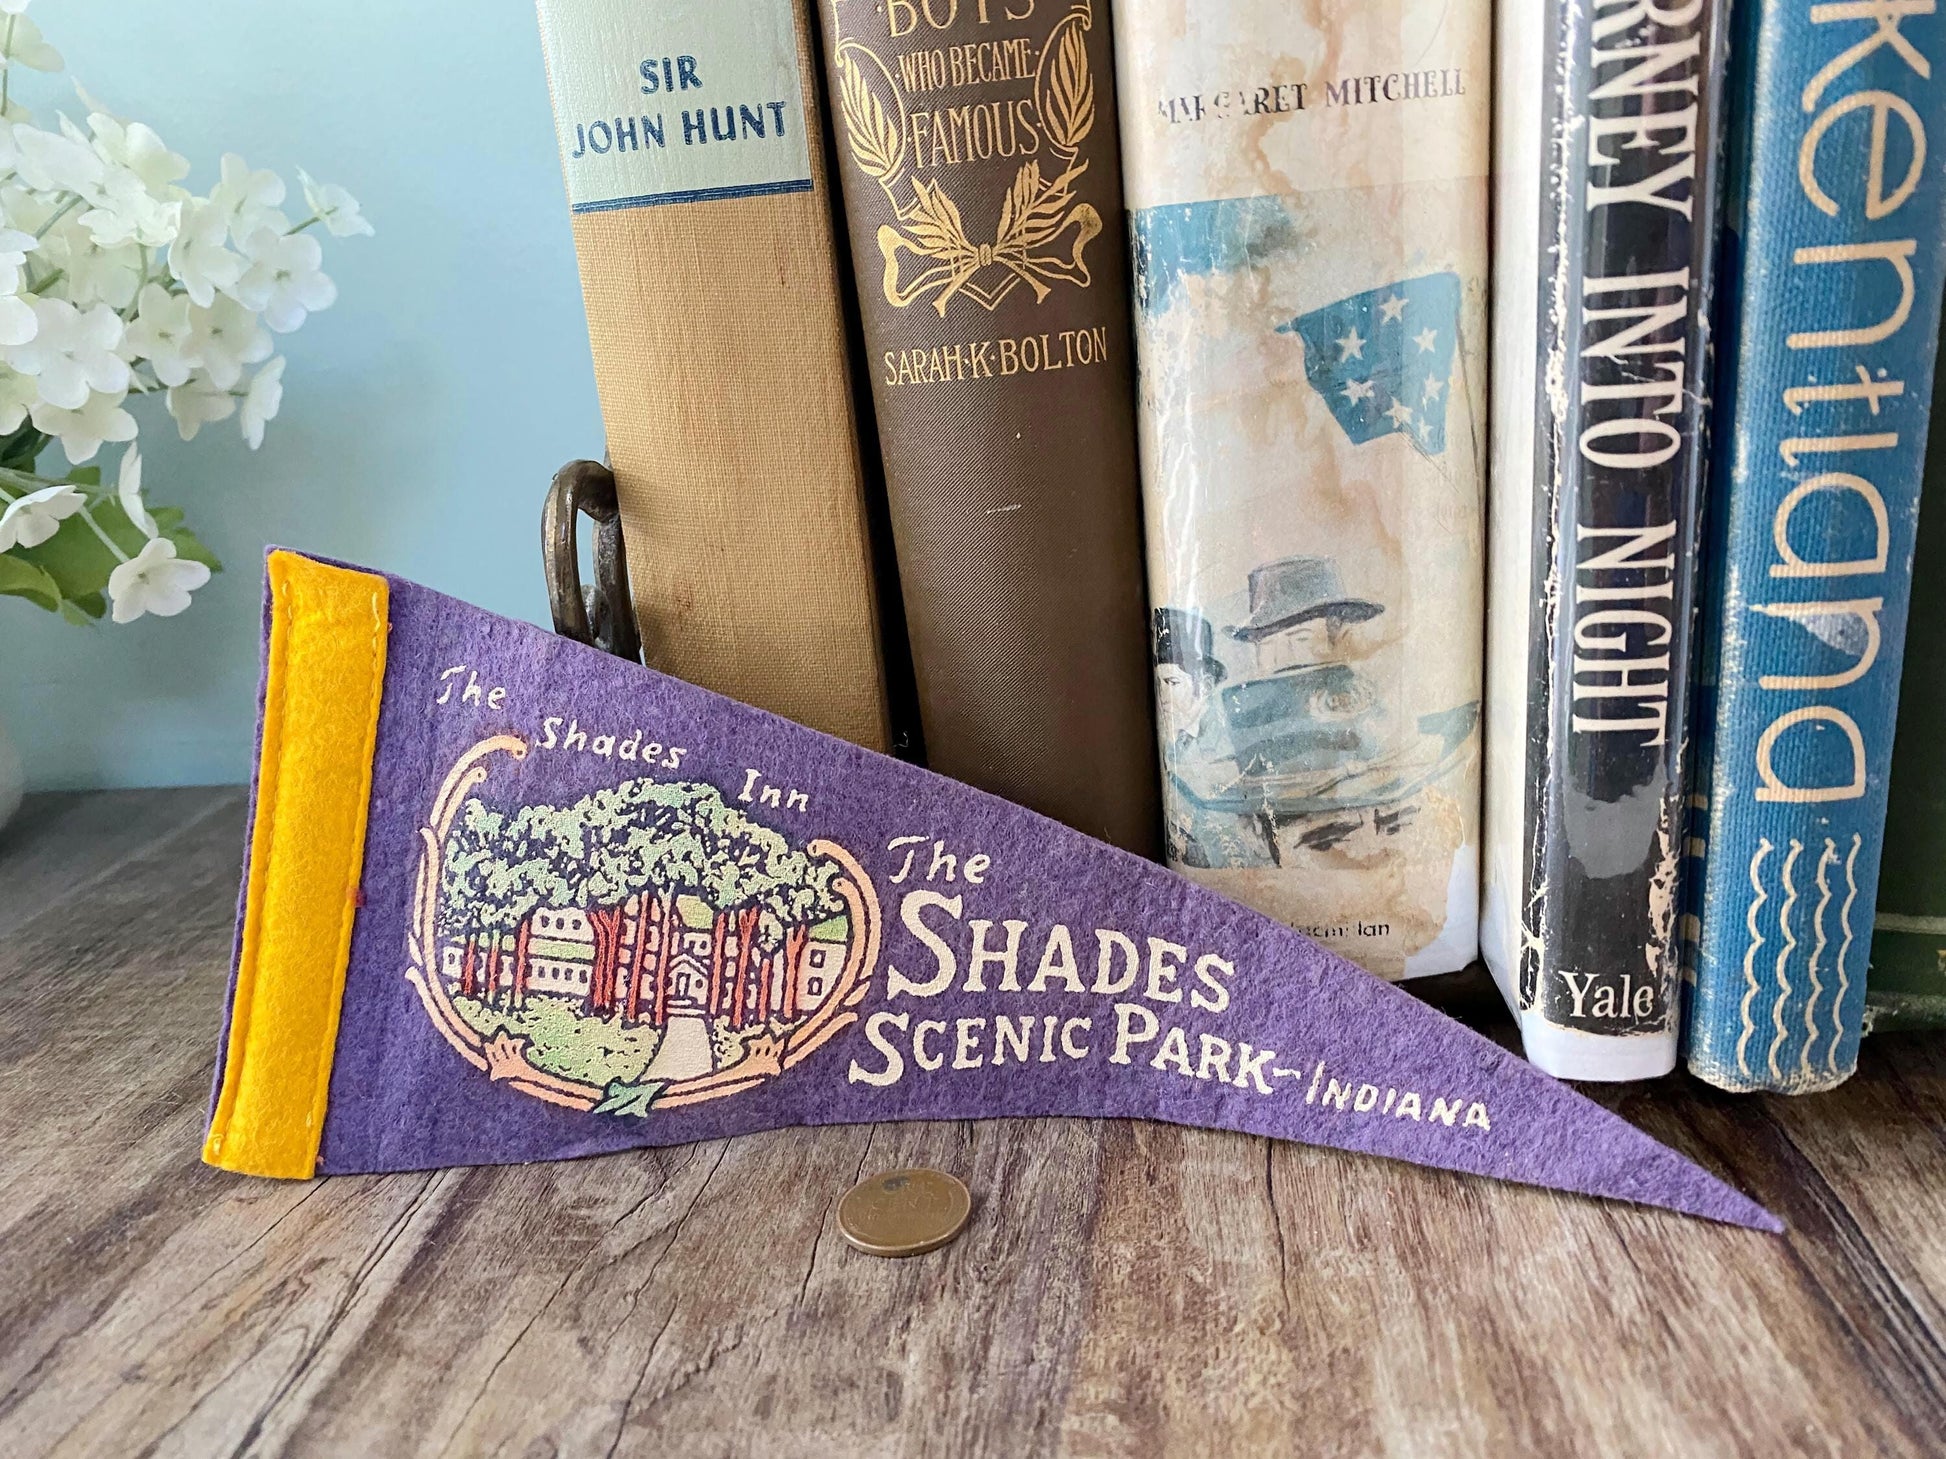 SIR
JOHN HUNT
BOYS
WHO BECAME
FAMOUS
SARAH·K·BOLTON
MARGARET MITCHELL
RNEY INTO NIGHT
Yale
kentiana
The Shades Inn
The
SHADES
SCENIC PARK-INDIANA